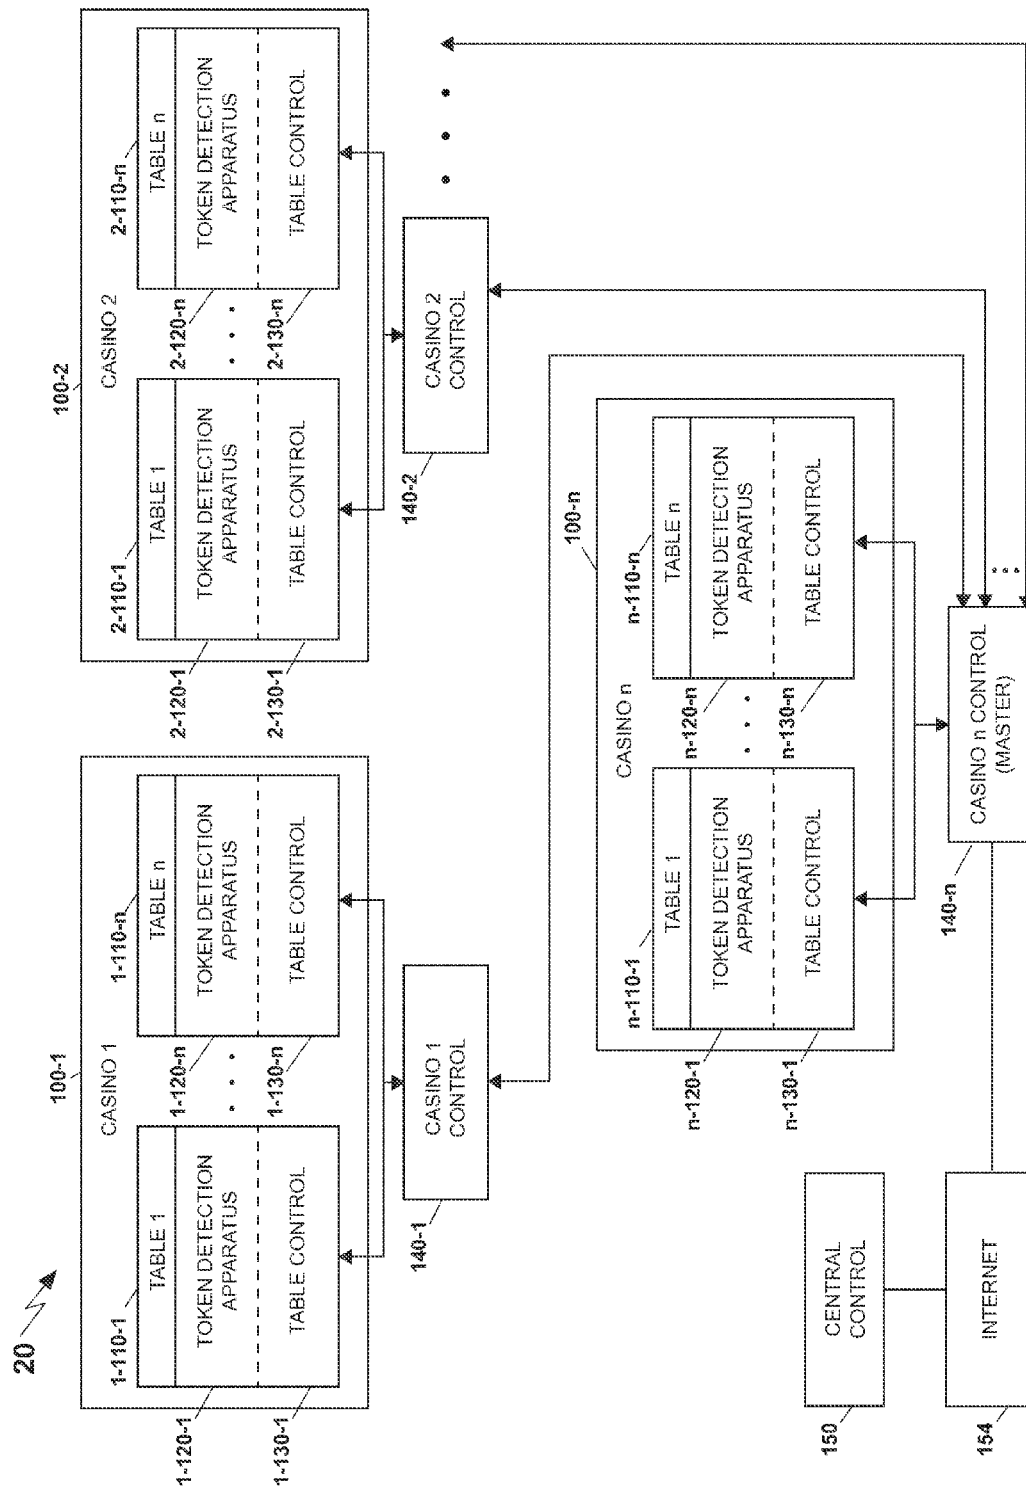 20
100-1
CASINO 1
1-110-1
TABLE 1
TOKEN DETECTION
APPARATUS
TABLE CONTROL
1-120-1
1-130-1
1-110-n
TABLE n
TOKEN DETECTION
APPARATUS
TABLE CONTROL
1-120-n
1-130-n
CASINO 1
CONTROL
140-1
100-2
CASINO 2
2-110-1
TABLE 1
TOKEN DETECTION
APPARATUS
TABLE CONTROL
2-120-1
2-130-1
2-110-n
TABLE n
TOKEN DETECTION
APPARATUS
TABLE CONTROL
2-120-n
2-130-n
CASINO 2
CONTROL
140-2
100-n
CASINO n
n-110-1
TABLE 1
TOKEN DETECTION
APPARATUS
TABLE CONTROL
n-120-1
n-130-1
n-110-n
TABLE n
TOKEN DETECTION
APPARATUS
TABLE CONTROL
n-120-n
n-130-n
CASINO n CONTROL
(MASTER)
140-n
CENTRAL
CONTROL
150
INTERNET
154